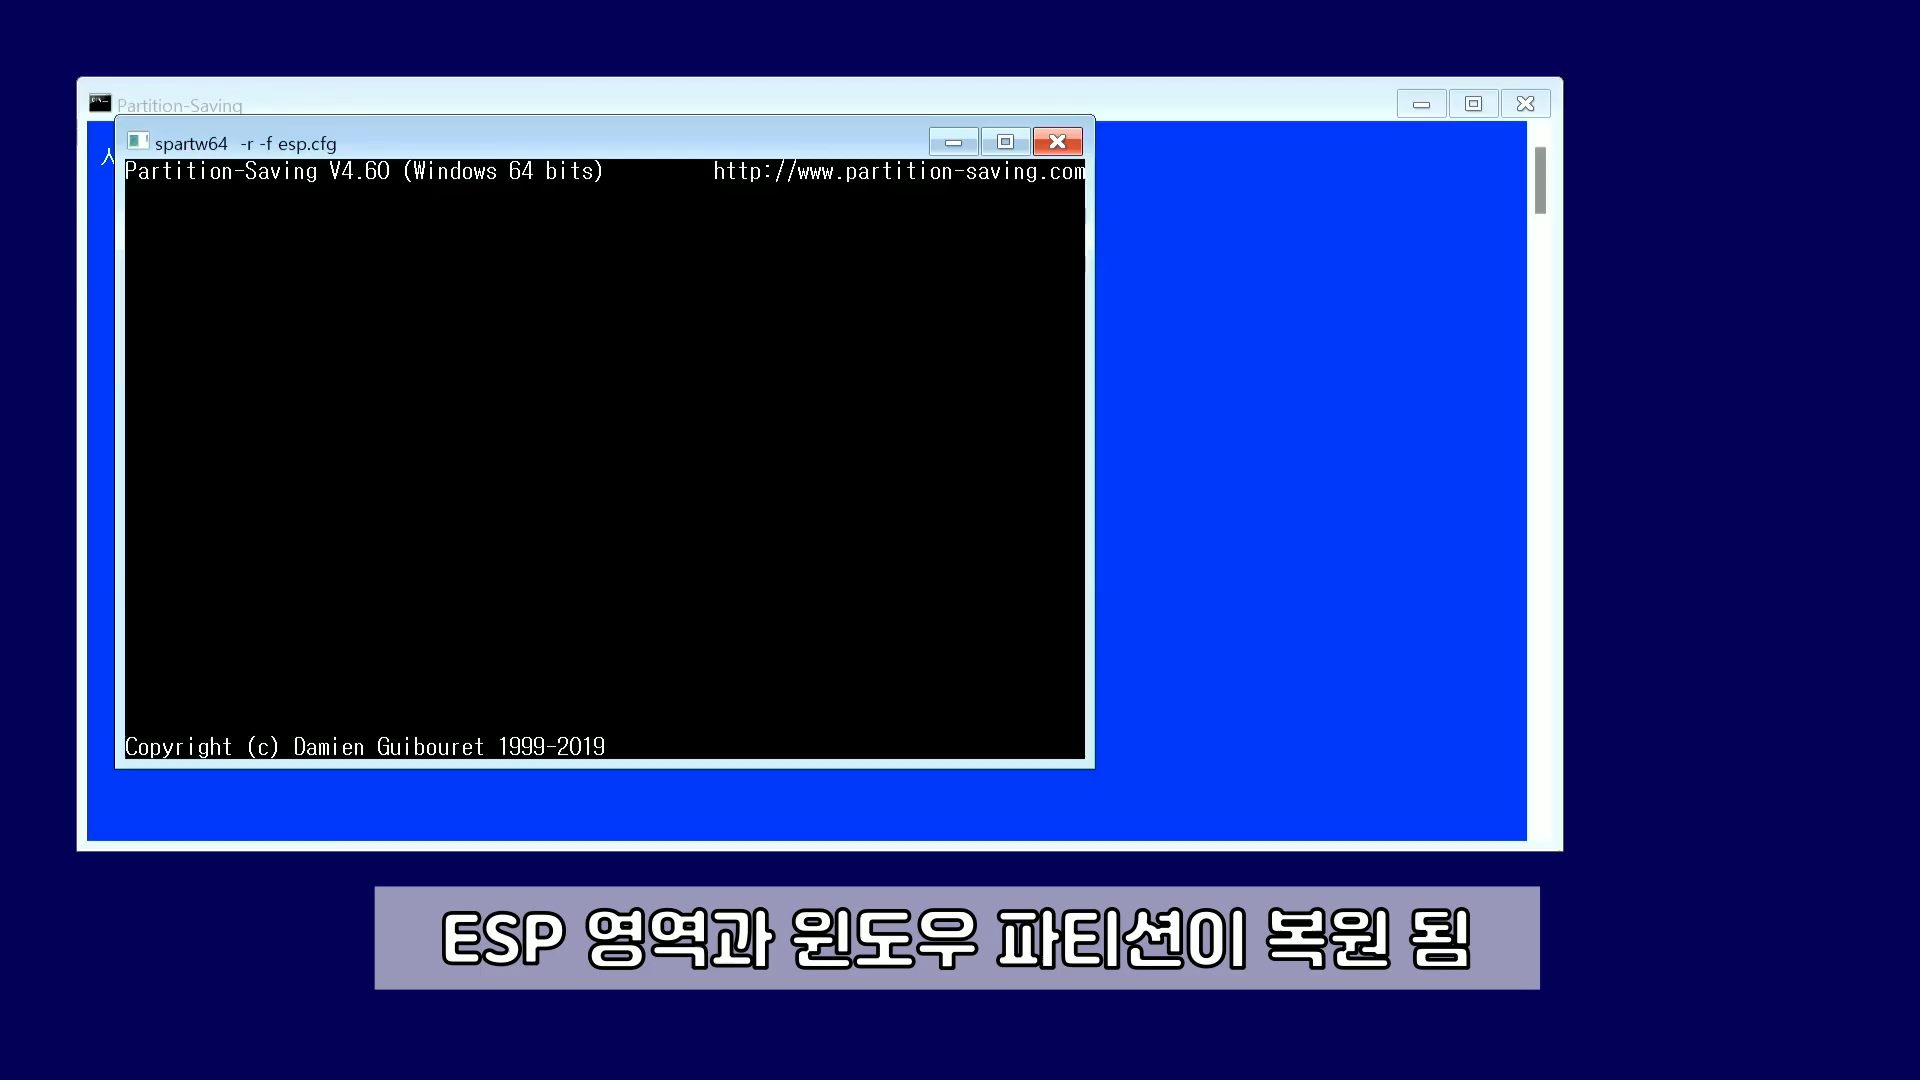 Partition-Saving
spartw64 -r -f esp.cfg
Partition-Saving V4.60 (Windows 64 bits) http://www.partition-saving.com
Copyright (c) Damien Guibouret 1999-2019
ESP 영역과 윈도우 파티션이 복원 됨